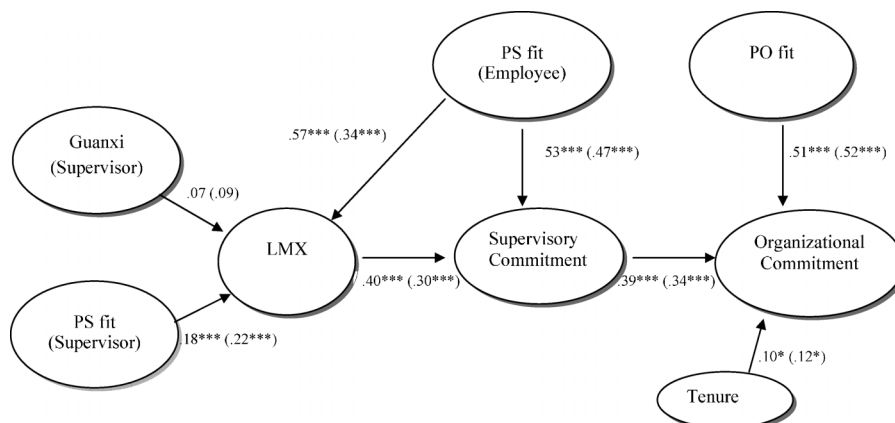 PS fit
(Employee)
PO fit
Guanxi
(Supervisor)
.57*** (.34***)
53*** (.47***)
.51*** (.52***)
.07 (.09)
LMX
Supervisory
Commitment
Organizational
Commitment
.40*** (.30***)
.39*** (.34***)
PS fit
(Supervisor)
.18*** (.22***)
.10* (.12*)
Tenure